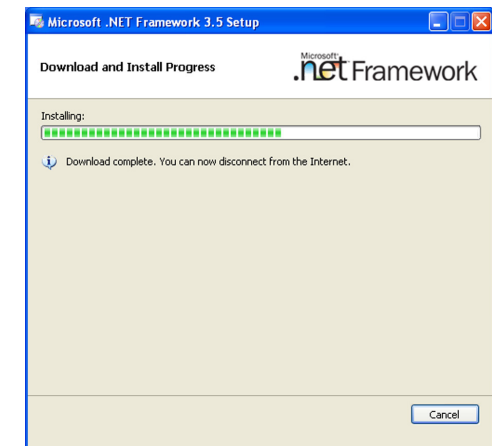 Microsoft .NET Framework 3.5 Setup
Download and Install Progress
Microsoft
.net Framework
Installing:
Download complete. You can now disconnect from the Internet.
Cancel